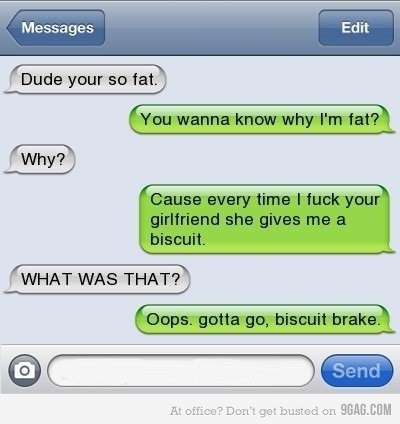 Messages
Edit
Dude your so fat.
You wanna know why I'm fat?
Why?
Cause every time I fuck your
girlfriend she gives me a
biscuit.
WHAT WAS THAT?
Oops. gotta go, biscuit brake.
Send
At office? Don't get busted on 9GAG.COM